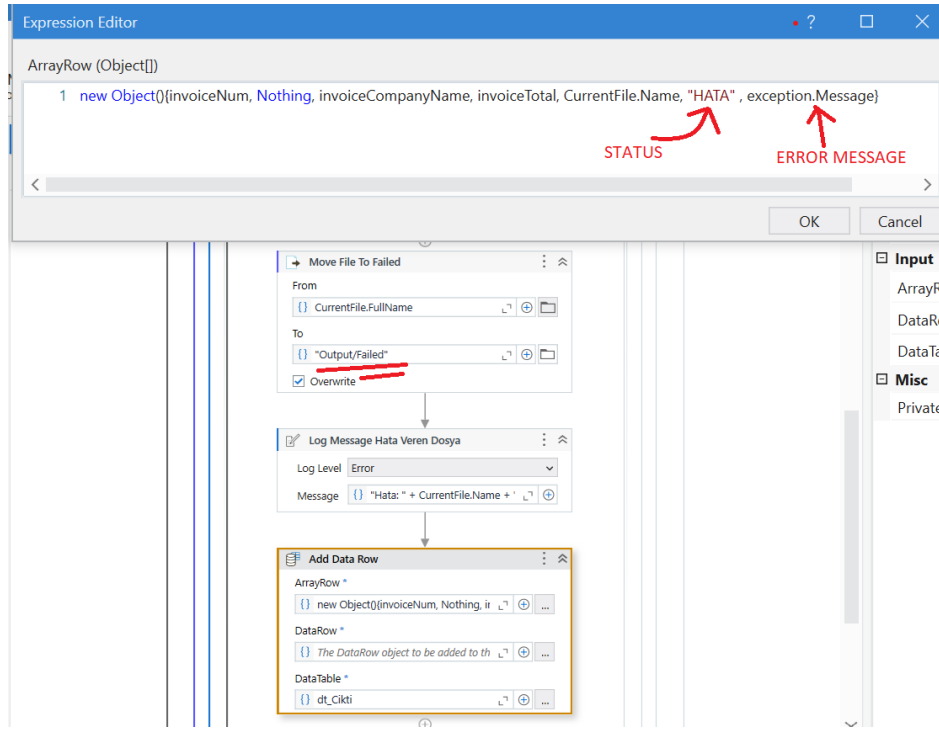 Expression Editor
?
ArrayRow (Object[])
1 new Object(){invoiceNum, Nothing, invoiceCompanyName, invoiceTotal, CurrentFile.Name, "HATA" , exception.Message}
STATUS
ERROR MESSAGE
OK Cancel
Move File To Failed
From
{} CurrentFile.FullName
To
{} "Output/Failed"
Overwrite
Log Message Hata Veren Dosya
Log Level Error
Message {} "Hata: " + CurrentFile.Name + '
Add Data Row
ArrayRow *
{} new Object(){invoiceNum, Nothing, ir ...
DataRow *
{} The DataRow object to be added to th ...
DataTable *
{} dt_Cikti ...
Input
ArrayR
DataR
DataTa
Misc
Private